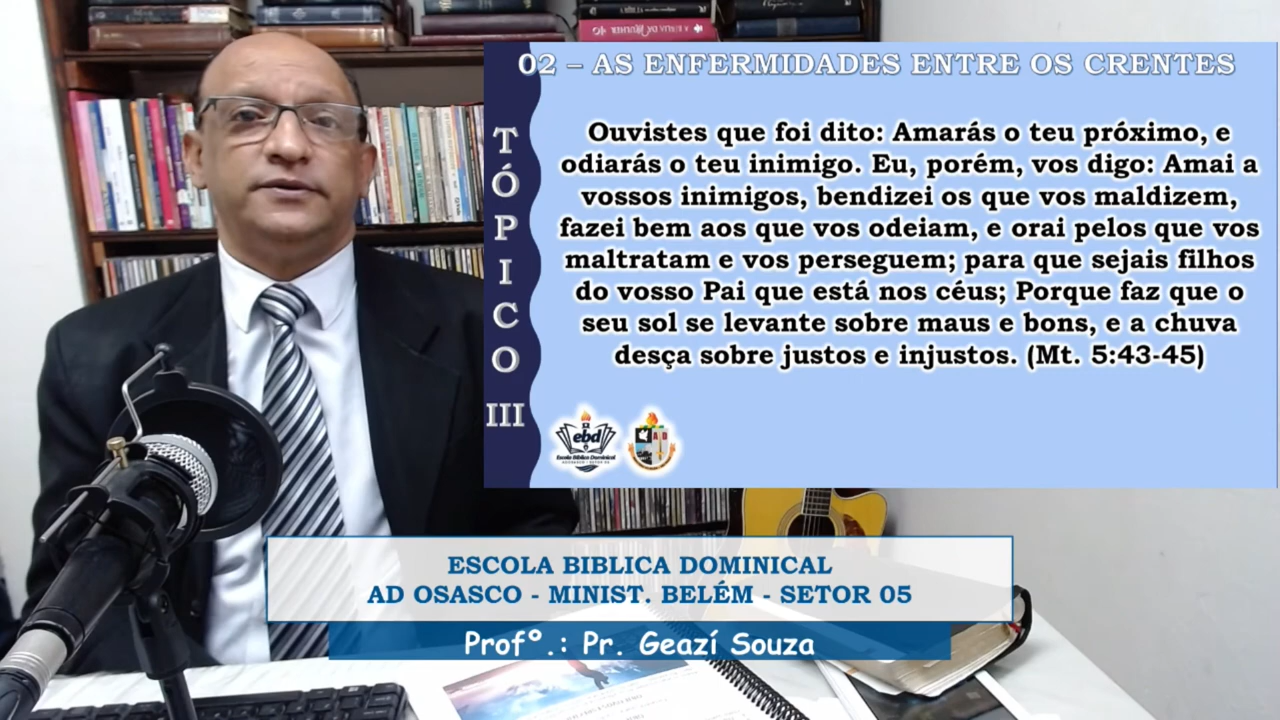 02 – AS ENFERMIDADES ENTRE OS CRENTES
TÓPICO
III
Ouvistes que foi dito: Amarás o teu próximo, e
odiarás o teu inimigo. Eu, porém, vos digo: Amai a
vossos inimigos, bendizei os que vos maldizem,
fazei bem aos que vos odeiam, e orai pelos que vos
maltratam e vos perseguem; para que sejais filhos
do vosso Pai que está nos céus; Porque faz que o
seu sol se levante sobre maus e bons, e a chuva
desça sobre justos e injustos. (Mt. 5:43-45)
ebd
Escola Bíblica Dominical
ESCOLA BIBLICA DOMINICAL
AD OSASCO - MINIST. BELÉM - SETOR 05
Profº.: Pr. Geazí Souza